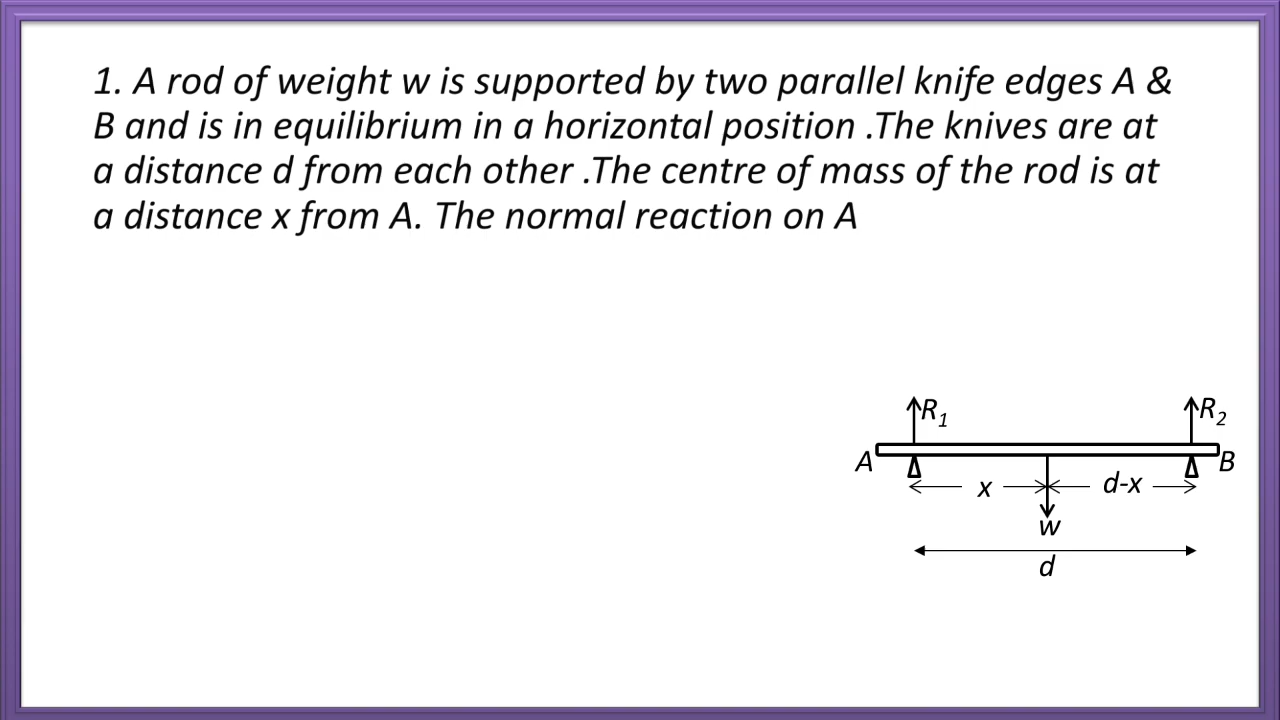 1. A rod of weight w is supported by two parallel knife edges A &
B and is in equilibrium in a horizontal position .The knives are at
a distance d from each other .The centre of mass of the rod is at
a distance x from A. The normal reaction on A
R1
R2
A
B
x
d-x
w
d